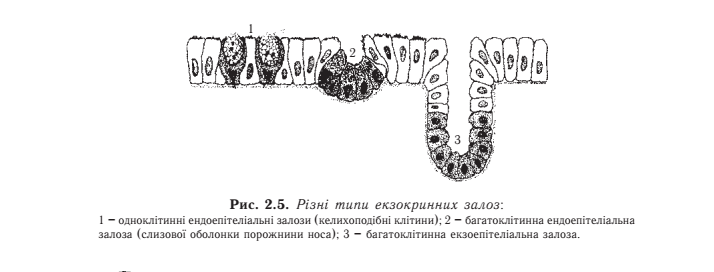 1
2
3
Рис. 2.5. Різні типи екзокринних залоз:
1 – одноклітинні ендоепітеліальні залози (келихоподібні клітини); 2 – багатоклітинна ендоепітеліальна
залоза (слизової оболонки порожнини носа); 3 – багатоклітинна екзоепітеліальна залоза.